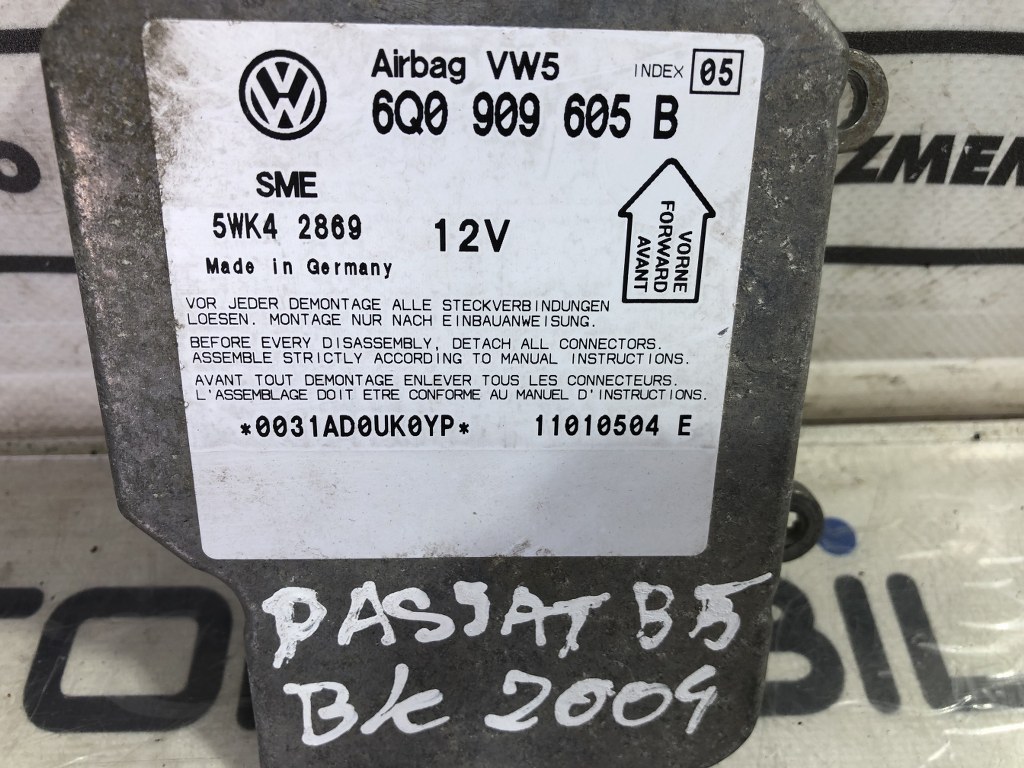 Airbag VW5 INDEX 05
6Q0 909 605 B
SME
5WK4 2869 12V
Made in Germany
VORNE
FORWARD
AVANT
VOR JEDER DEMONTAGE ALLE STECKVERBINDUNGEN
LOESEN. MONTAGE NUR NACH EINBAUANWEISUNG.
BEFORE EVERY DISASSEMBLY, DETACH ALL CONNECTORS.
ASSEMBLE STRICTLY ACCORDING TO MANUAL INSTRUCTIONS.
AVANT TOUT DEMONTAGE ENLEVER TOUS LES CONNECTEURS.
L'ASSEMBLAGE DOIT ETRE CONFORME AU MANUEL D'INSTRUCTIONS.
*0031AD0UK0YP* 11010504 E
PASSAT B5
BK 2004